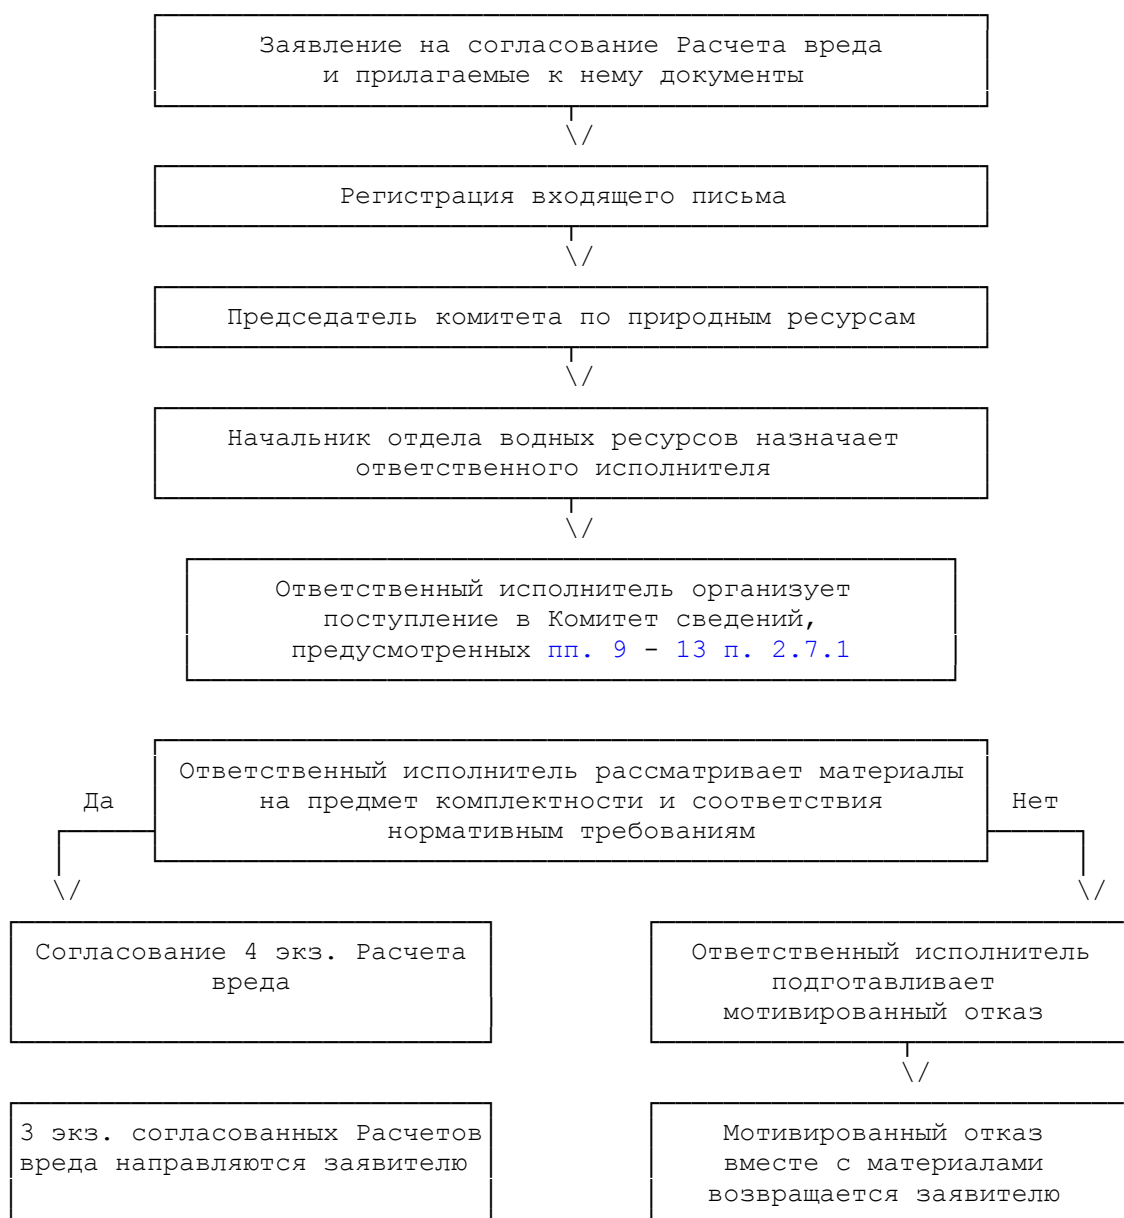 Заявление на согласование Расчета вреда
и прилагаемые к нему документы
\/
Регистрация входящего письма
\/
Председатель комитета по природным ресурсам
\/
Начальник отдела водных ресурсов назначает
ответственного исполнителя
\/
Ответственный исполнитель организует
поступление в Комитет сведений,
предусмотренных пп. 9 - 13 п. 2.7.1
Ответственный исполнитель рассматривает материалы
Да на предмет комплектности и соответствия Нет
нормативным требованиям
\/ \/
Согласование 4 экз. Расчета
вреда
Ответственный исполнитель
подготавливает
мотивированный отказ
\/
3 экз. согласованных Расчетов
вреда направляются заявителю
Мотивированный отказ
вместе с материалами
возвращается заявителю